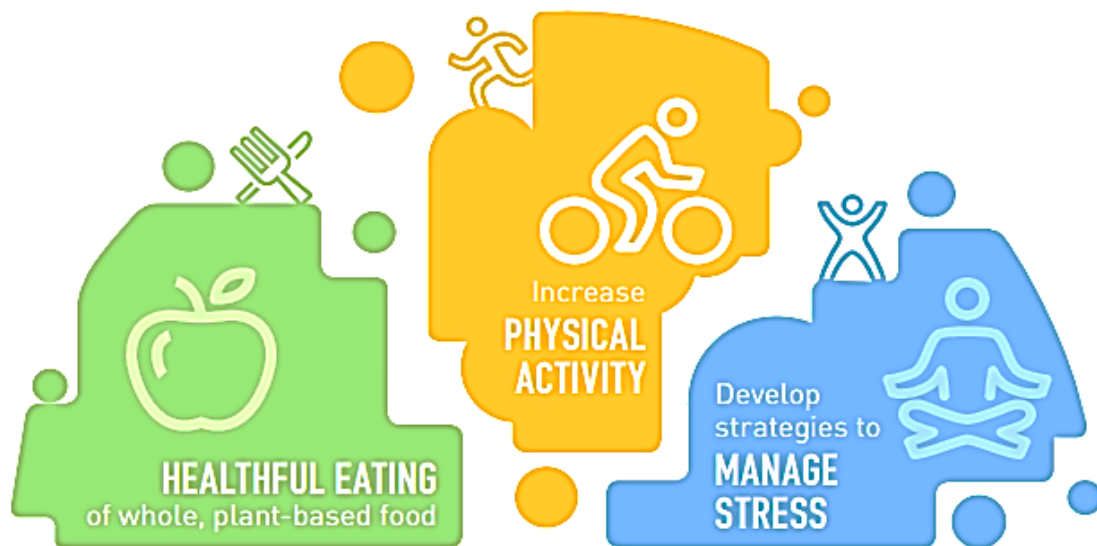 HEALTHFUL EATING
of whole, plant-based food
Increase
PHYSICAL
ACTIVITY
Develop
strategies to
MANAGE
STRESS